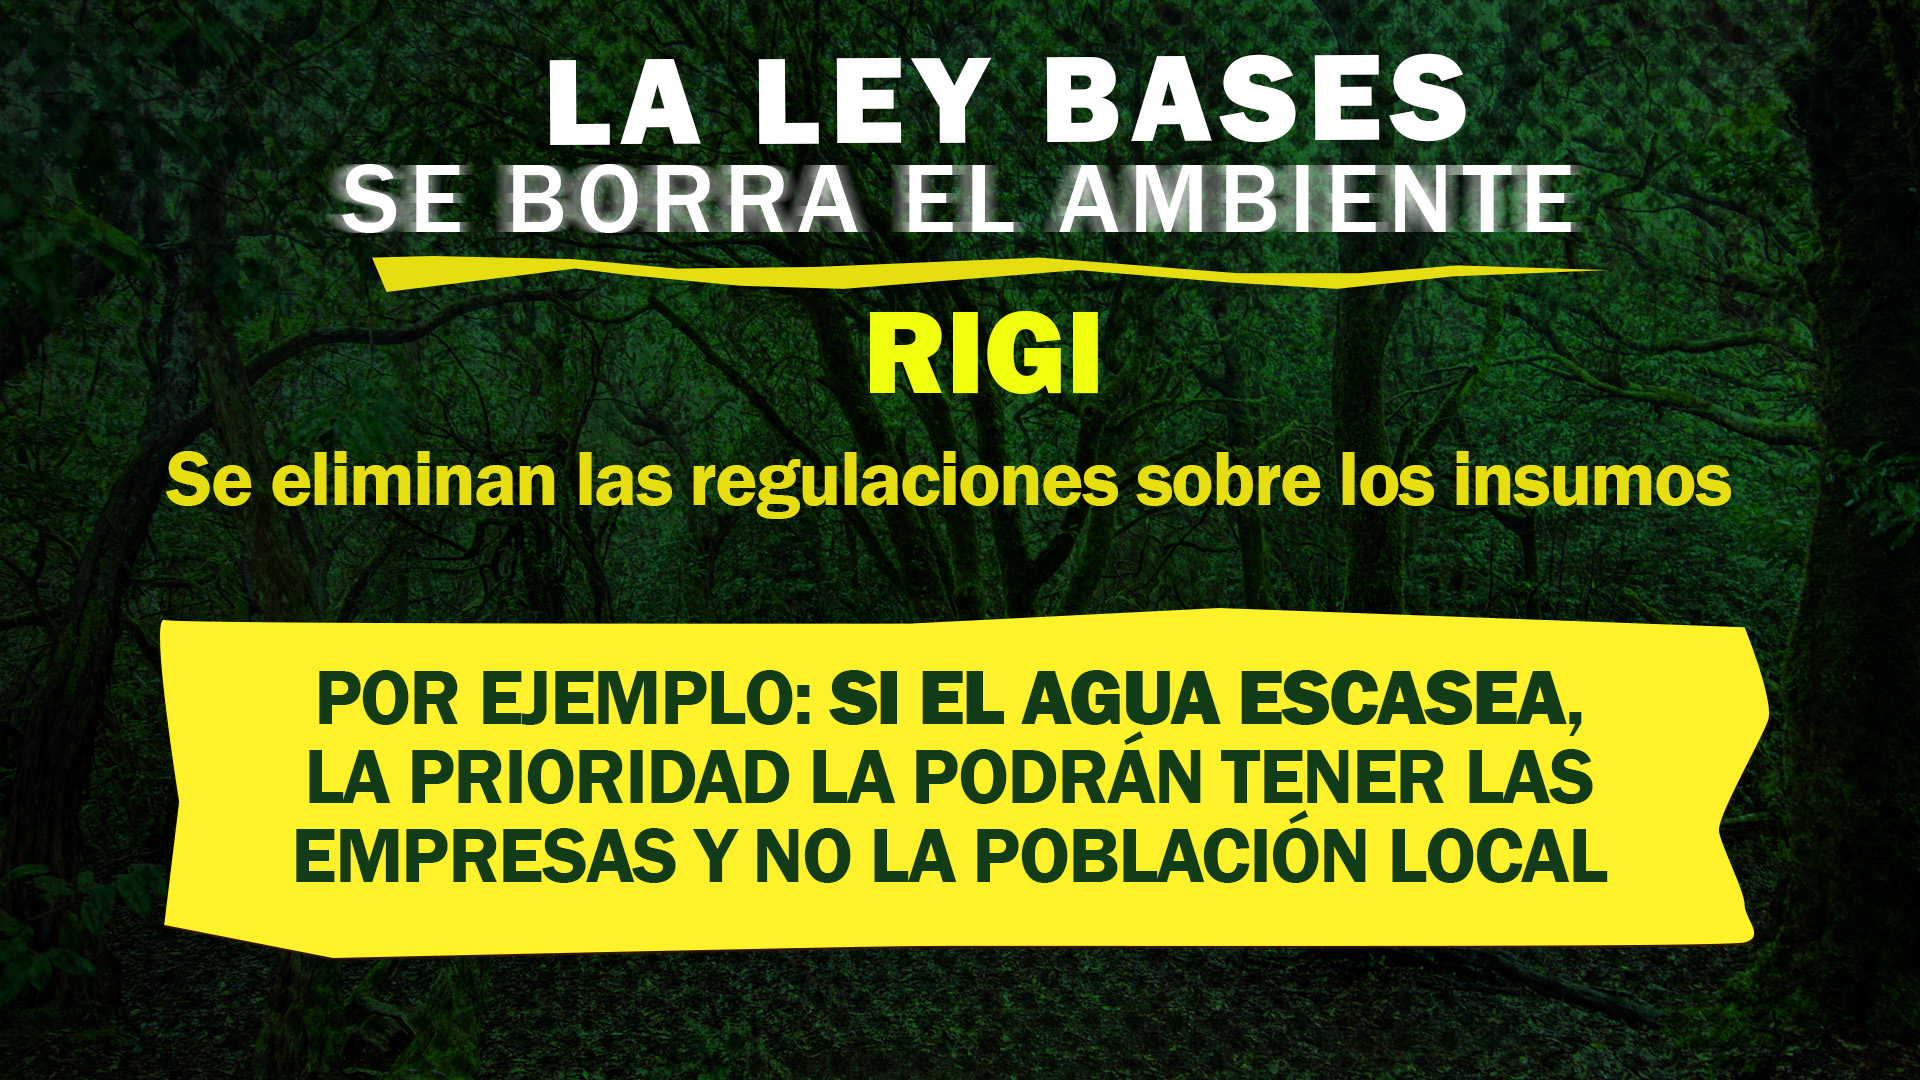 LA LEY BASES
SE BORRA EL AMBIENTE
RIGI
Se eliminan las regulaciones sobre los insumos
POR EJEMPLO: SI EL AGUA ESCASEA,
LA PRIORIDAD LA PODRÁN TENER LAS
EMPRESAS Y NO LA POBLACIÓN LOCAL